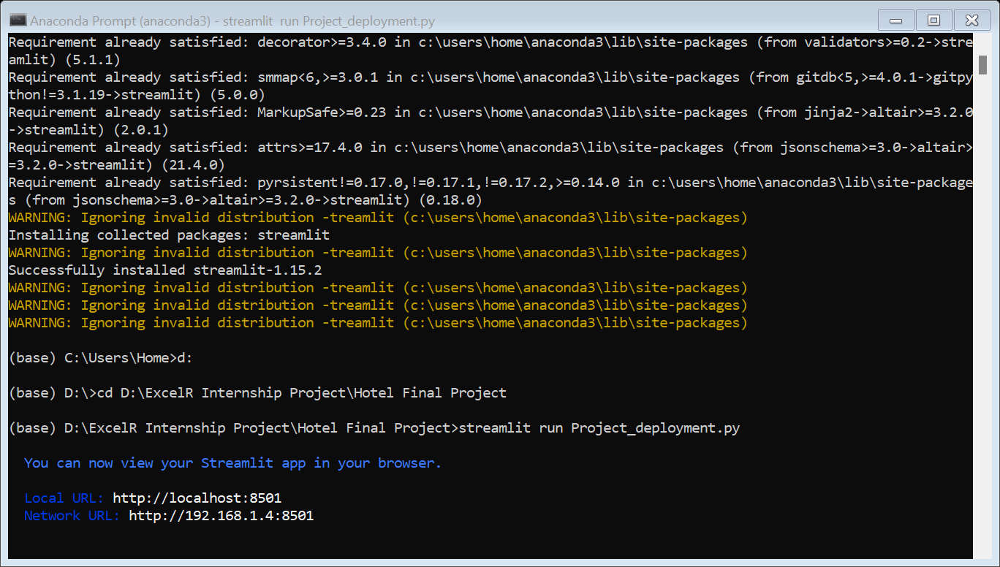 Anaconda Prompt (anaconda3) - streamlit  run Project_deployment.py
Requirement already satisfied: decorator>=3.4.0 in c:\users\home\anaconda3\lib\site-packages (from validators>=0.2->stre
amlit) (5.1.1)
Requirement already satisfied: smmap<6,>=3.0.1 in c:\users\home\anaconda3\lib\site-packages (from gitdb<5,>=4.0.1->gitpy
thon!=3.1.19->streamlit) (5.0.0)
Requirement already satisfied: MarkupSafe>=0.23 in c:\users\home\anaconda3\lib\site-packages (from jinja2->altair>=3.2.0
->streamlit) (2.0.1)
Requirement already satisfied: attrs>=17.4.0 in c:\users\home\anaconda3\lib\site-packages (from jsonschema>=3.0->altair>
=3.2.0->streamlit) (21.4.0)
Requirement already satisfied: pyrsistent!=0.17.0,!=0.17.1,!=0.17.2,>=0.14.0 in c:\users\home\anaconda3\lib\site-package
s (from jsonschema>=3.0->altair>=3.2.0->streamlit) (0.18.0)
WARNING: Ignoring invalid distribution -treamlit (c:\users\home\anaconda3\lib\site-packages)
Installing collected packages: streamlit
WARNING: Ignoring invalid distribution -treamlit (c:\users\home\anaconda3\lib\site-packages)
Successfully installed streamlit-1.15.2
WARNING: Ignoring invalid distribution -treamlit (c:\users\home\anaconda3\lib\site-packages)
WARNING: Ignoring invalid distribution -treamlit (c:\users\home\anaconda3\lib\site-packages)
WARNING: Ignoring invalid distribution -treamlit (c:\users\home\anaconda3\lib\site-packages)
(base) C:\Users\Home>d:
(base) D:\>cd D:\ExcelR Internship Project\Hotel Final Project
(base) D:\ExcelR Internship Project\Hotel Final Project>streamlit run Project_deployment.py
You can now view your Streamlit app in your browser.
Local URL: http://localhost:8501
Network URL: http://192.168.1.4:8501